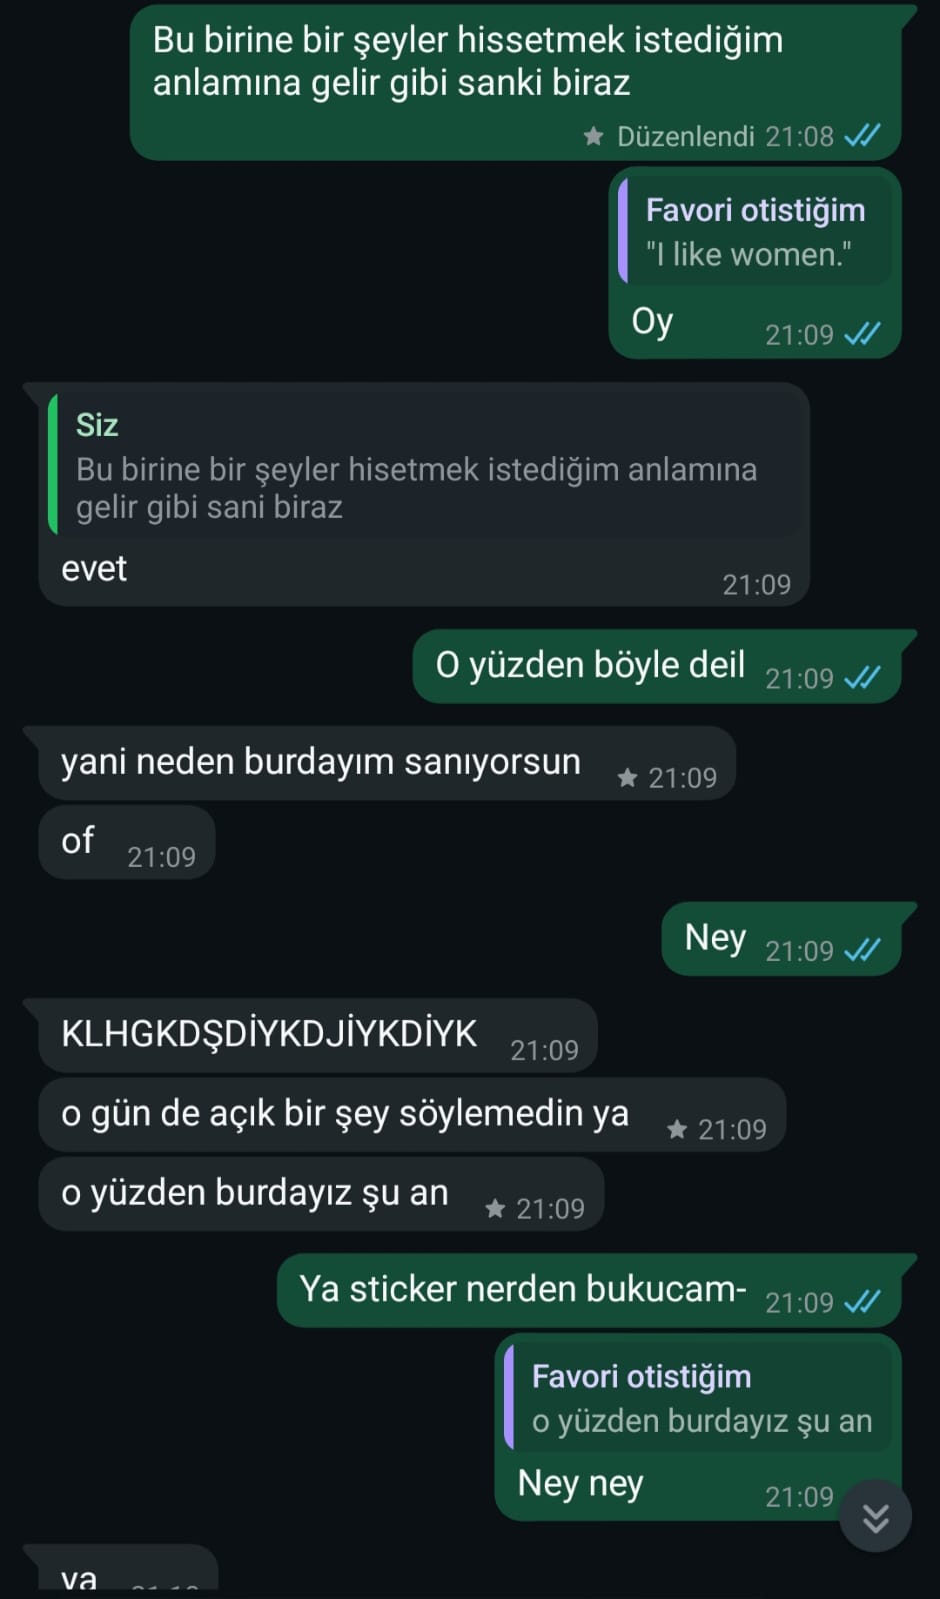 Bu birine bir şeyler hissetmek istediğim
anlamına gelir gibi sanki biraz
Düzenlendi 21:08
Favori otistiğim
"I like women."
Oy 21:09
Siz
Bu birine bir şeyler hisetmek istediğim anlamına
gelir gibi sani biraz
evet
21:09
O yüzden böyle deil 21:09
yani neden burdayım sanıyorsun 21:09
of 21:09
Ney 21:09
KLHGKDŞDİYKDJİYKDİYK 21:09
o gün de açık bir şey söylemedin ya 21:09
o yüzden burdayız şu an 21:09
Ya sticker nerden bukucam- 21:09
Favori otistiğim
o yüzden burdayız şu an
Ney ney 21:09
ya